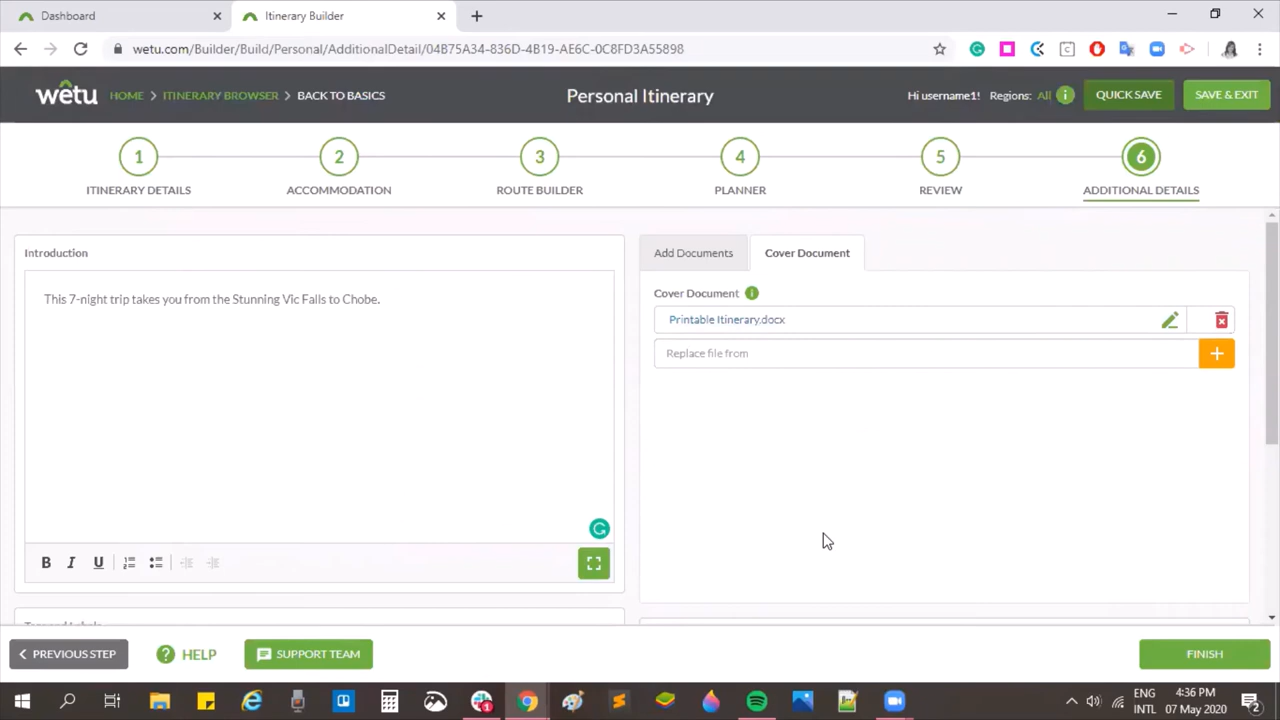 Dashboard
Itinerary Builder
wetu.com/Builder/Build/Personal/AdditionalDetail/04B75A34-836D-4B19-AE6C-0C8FD3A55898
wetu
HOME > ITINERARY BROWSER > BACK TO BASICS
Personal Itinerary
Hi username1! Regions: All i
QUICK SAVE
SAVE & EXIT
1 2 3 4 5 6
ITINERARY DETAILS
ACCOMMODATION
ROUTE BUILDER
PLANNER
REVIEW
ADDITIONAL DETAILS
Introduction
This 7-night trip takes you from the Stunning Vic Falls to Chobe.
B I U
Add Documents
Cover Document
Cover Document i
Printable Itinerary.docx
Replace file from
PREVIOUS STEP
? HELP
SUPPORT TEAM
FINISH
ENG
INTL
4:36 PM
07 May 2020